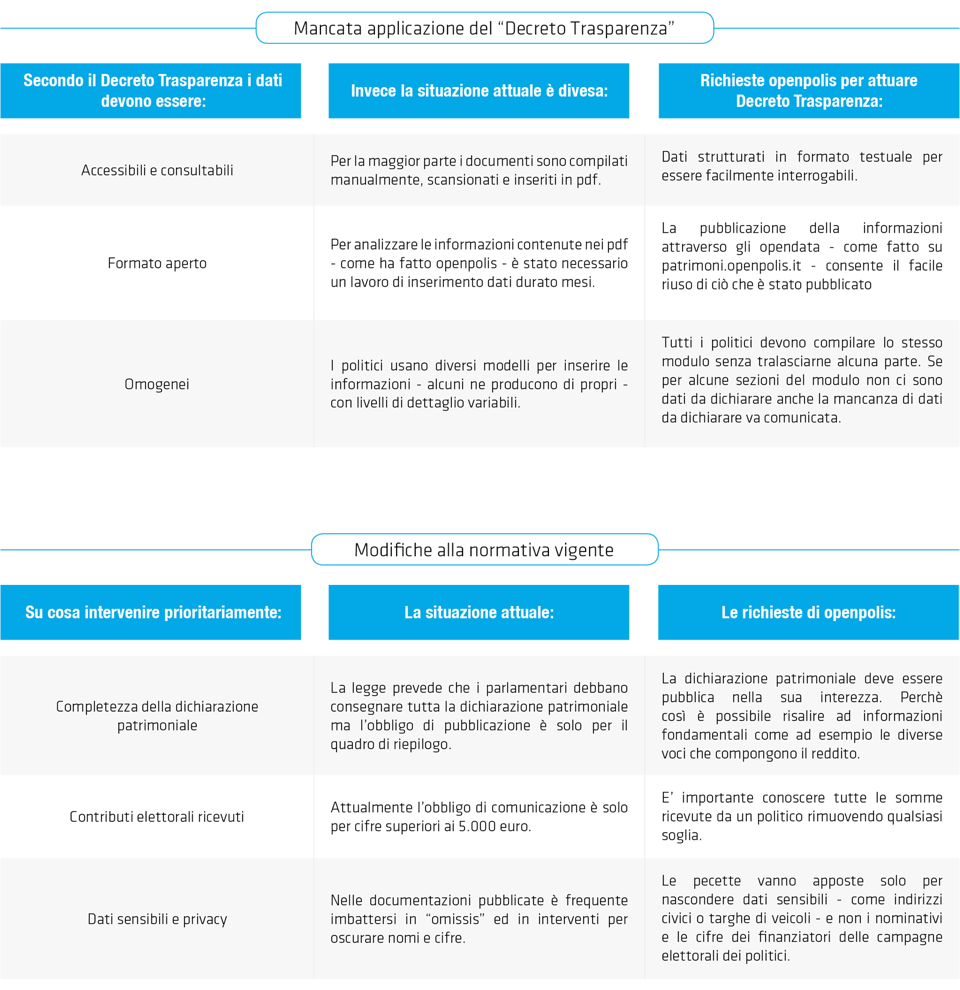 Mancata applicazione del “Decreto Trasparenza”
Secondo il Decreto Trasparenza i dati
devono essere:
Invece la situazione attuale è divesa:
Richieste openpolis per attuare
Decreto Trasparenza:
Accessibili e consultabili
Per la maggior parte i documenti sono compilati
manualmente, scansionati e inseriti in pdf.
Dati strutturati in formato testuale per
essere facilmente interrogabili.
Formato aperto
Per analizzare le informazioni contenute nei pdf
- come ha fatto openpolis - è stato necessario
un lavoro di inserimento dati durato mesi.
La pubblicazione della informazioni
attraverso gli opendata - come fatto su
patrimoni.openpolis.it - consente il facile
riuso di ciò che è stato pubblicato
Omogenei
I politici usano diversi modelli per inserire le
informazioni - alcuni ne producono di propri -
con livelli di dettaglio variabili.
Tutti i politici devono compilare lo stesso
modulo senza tralasciarne alcuna parte. Se
per alcune sezioni del modulo non ci sono
dati da dichiarare anche la mancanza di dati
da dichiarare va comunicata.
Modifiche alla normativa vigente
Su cosa intervenire prioritariamente:
La situazione attuale:
Le richieste di openpolis:
Completezza della dichiarazione
patrimoniale
La legge prevede che i parlamentari debbano
consegnare tutta la dichiarazione patrimoniale
ma l’obbligo di pubblicazione è solo per il
quadro di riepilogo.
La dichiarazione patrimoniale deve essere
pubblica nella sua interezza. Perchè
così è possibile risalire ad informazioni
fondamentali come ad esempio le diverse
voci che compongono il reddito.
Contributi elettorali ricevuti
Attualmente l’obbligo di comunicazione è solo
per cifre superiori ai 5.000 euro.
E’ importante conoscere tutte le somme
ricevute da un politico rimuovendo qualsiasi
soglia.
Dati sensibili e privacy
Nelle documentazioni pubblicate è frequente
imbattersi in “omissis” ed in interventi per
oscurare nomi e cifre.
Le pecette vanno apposte solo per
nascondere dati sensibili - come indirizzi
civici o targhe di veicoli - e non i nominativi
e le cifre dei finanziatori delle campagne
elettorali dei politici.